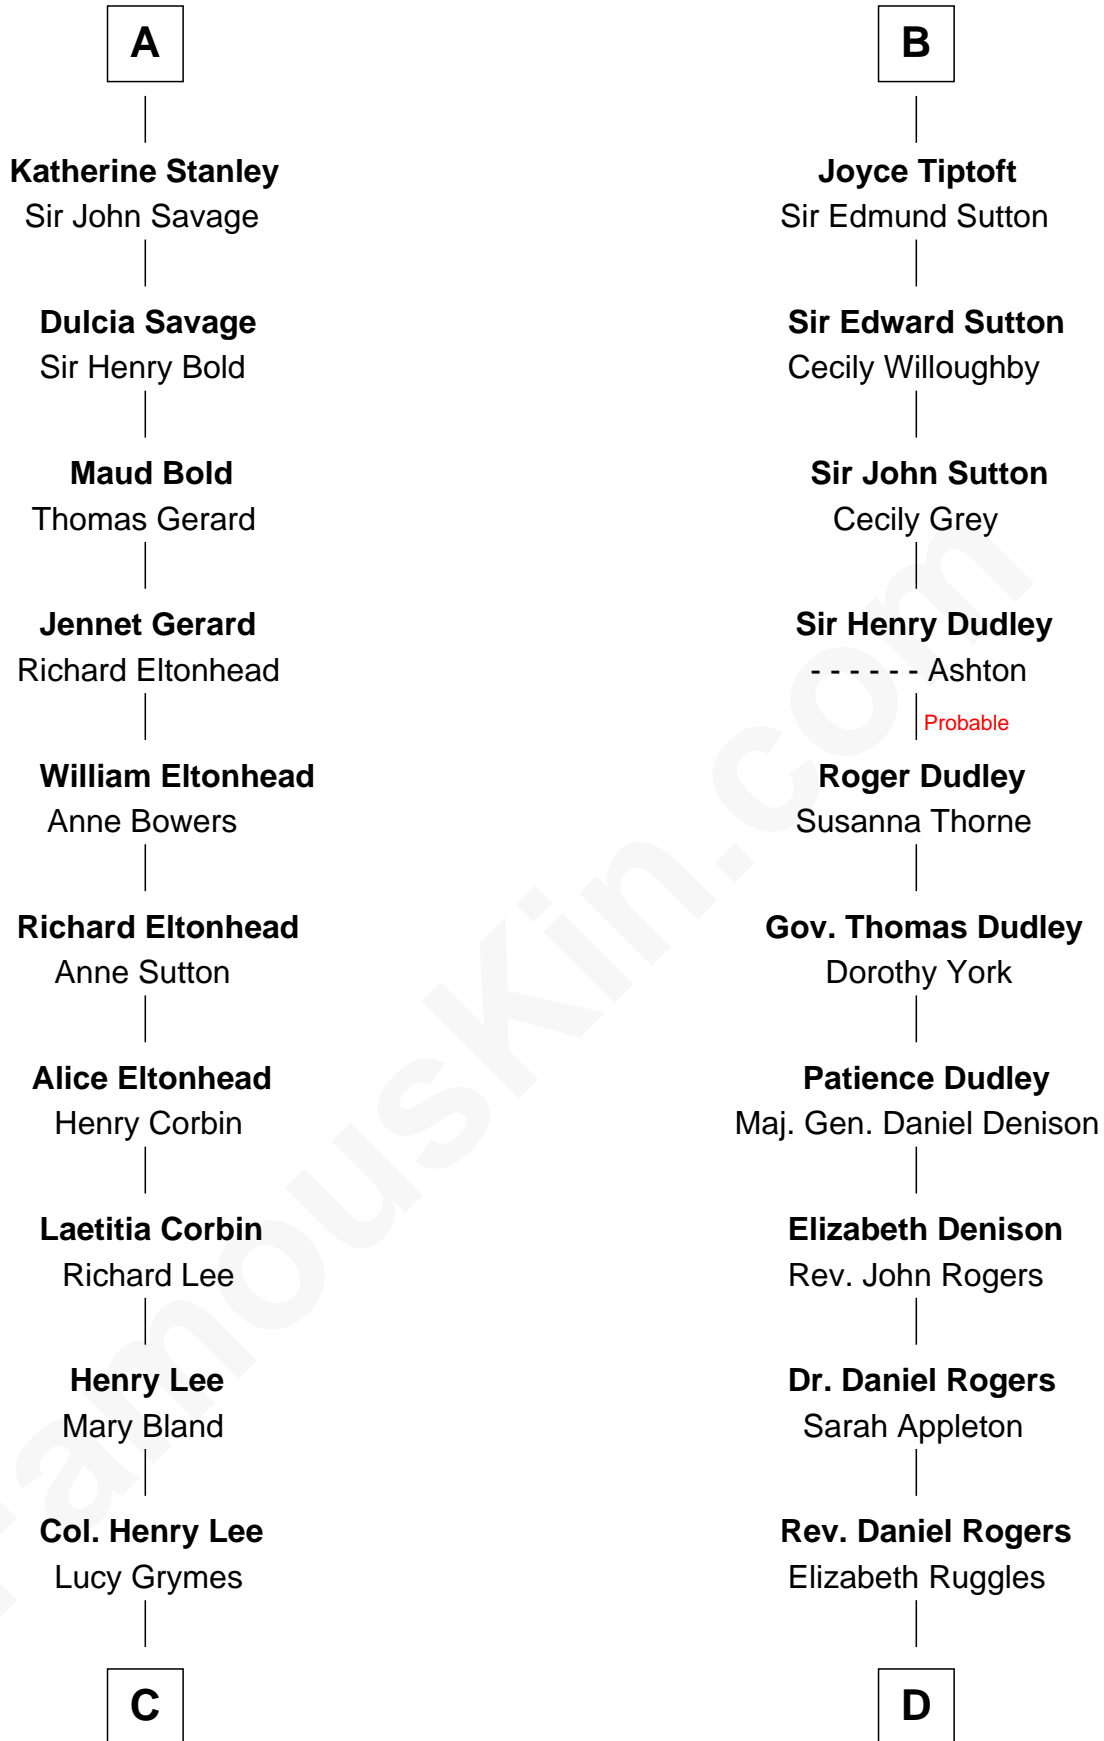 A
Katherine Stanley
Sir John Savage
Dulcia Savage
Sir Henry Bold
Maud Bold
Thomas Gerard
Jennet Gerard
Richard Eltonhead
William Eltonhead
Anne Bowers
Richard Eltonhead
Anne Sutton
Alice Eltonhead
Henry Corbin
Laetitia Corbin
Richard Lee
Henry Lee
Mary Bland
Col. Henry Lee
Lucy Grymes
C
B
Joyce Tiptoft
Sir Edmund Sutton
Sir Edward Sutton
Cecily Willoughby
Sir John Sutton
Cecily Grey
Sir Henry Dudley
- - - - - - Ashton
Probable
Roger Dudley
Susanna Thorne
Gov. Thomas Dudley
Dorothy York
Patience Dudley
Maj. Gen. Daniel Denison
Elizabeth Denison
Rev. John Rogers
Dr. Daniel Rogers
Sarah Appleton
Rev. Daniel Rogers
Elizabeth Ruggles
D
FamousKin.com